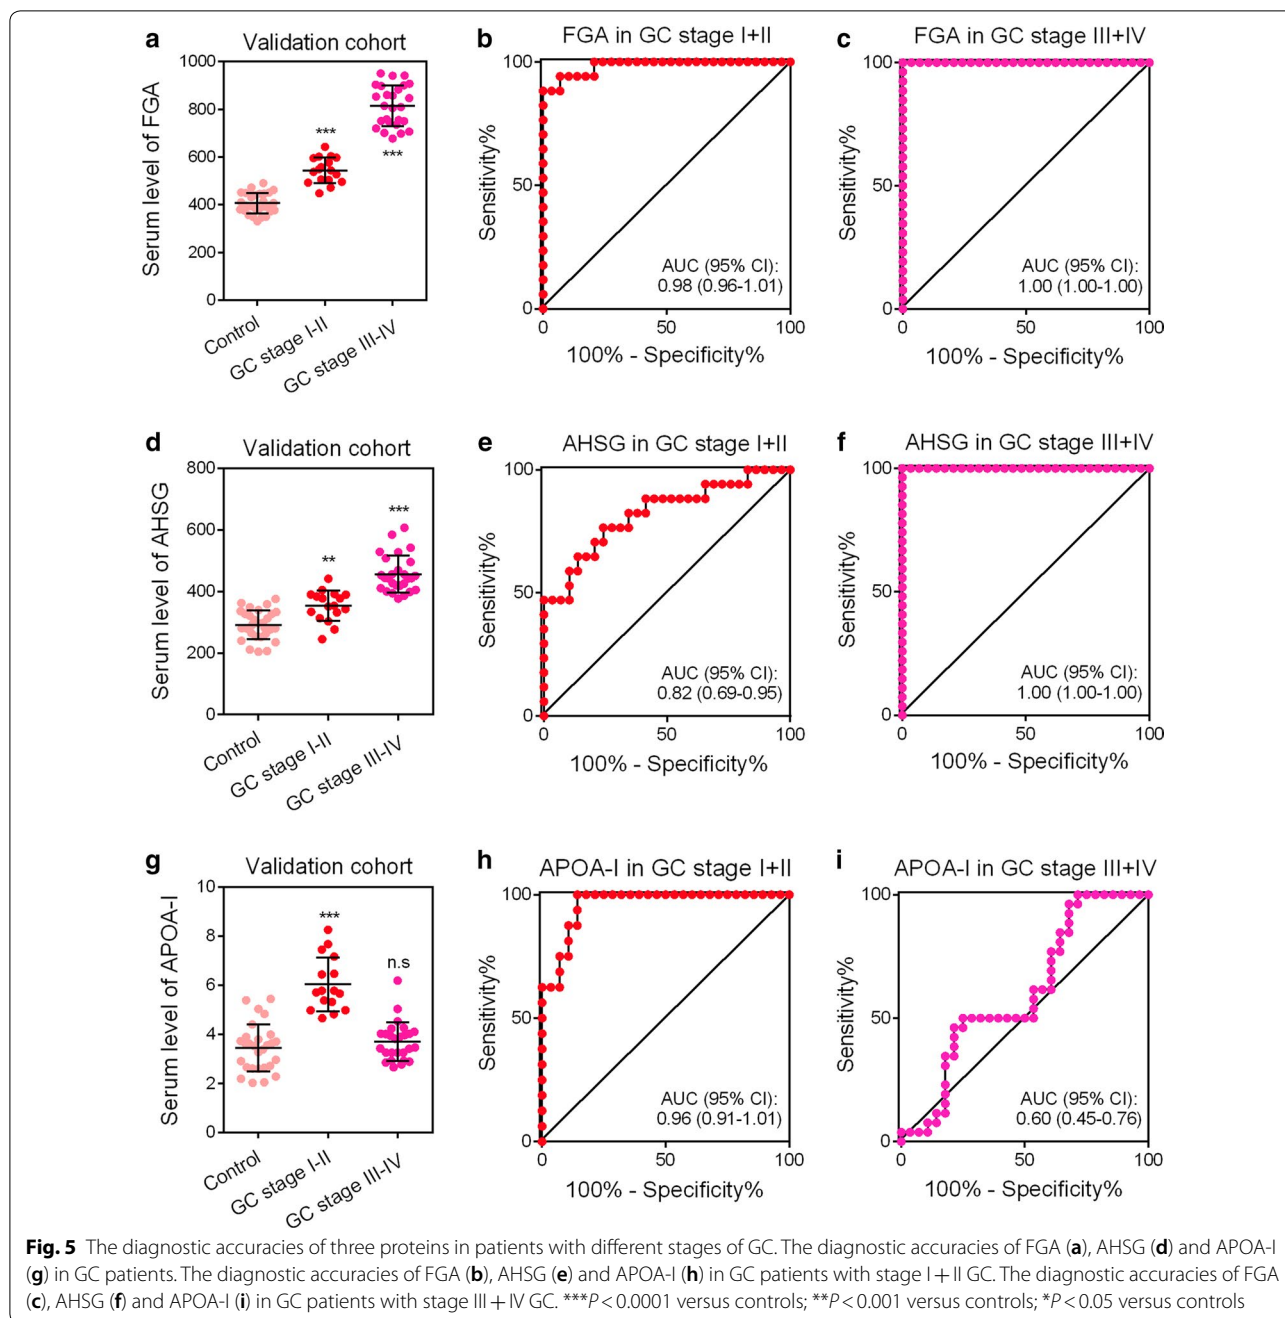 a
Validation cohort
Serum level of FGA
1000
800
600
400
200
0
***
***
Control
GC stage I-II
GC stage III-IV
b
FGA in GC stage I+II
Sensitivity%
100
50
0
AUC (95% CI):
0.98 (0.96-1.01)
0 50 100
100% - Specificity%
c
FGA in GC stage III+IV
Sensitivity%
100
50
0
AUC (95% CI):
1.00 (1.00-1.00)
0 50 100
100% - Specificity%
d
Validation cohort
Serum level of AHSG
800
600
400
200
0
**
***
Control
GC stage I-II
GC stage III-IV
e
AHSG in GC stage I+II
Sensitivity%
100
50
0
AUC (95% CI):
0.82 (0.69-0.95)
0 50 100
100% - Specificity%
f
AHSG in GC stage III+IV
Sensitivity%
100
50
0
AUC (95% CI):
1.00 (1.00-1.00)
0 50 100
100% - Specificity%
g
Validation cohort
Serum level of APOA-I
10
8
6
4
2
0
***
n.s
Control
GC stage I-II
GC stage III-IV
h
APOA-I in GC stage I+II
Sensitivity%
100
50
0
AUC (95% CI):
0.96 (0.91-1.01)
0 50 100
100% - Specificity%
i
APOA-I in GC stage III+IV
Sensitivity%
100
50
0
AUC (95% CI):
0.60 (0.45-0.76)
0 50 100
100% - Specificity%
Fig. 5 The diagnostic accuracies of three proteins in patients with different stages of GC. The diagnostic accuracies of FGA (a), AHSG (d) and APOA-I
(g) in GC patients. The diagnostic accuracies of FGA (b), AHSG (e) and APOA-I (h) in GC patients with stage I + II GC. The diagnostic accuracies of FGA
(c), AHSG (f) and APOA-I (i) in GC patients with stage III + IV GC. ***P < 0.0001 versus controls; **P < 0.001 versus controls; *P < 0.05 versus controls